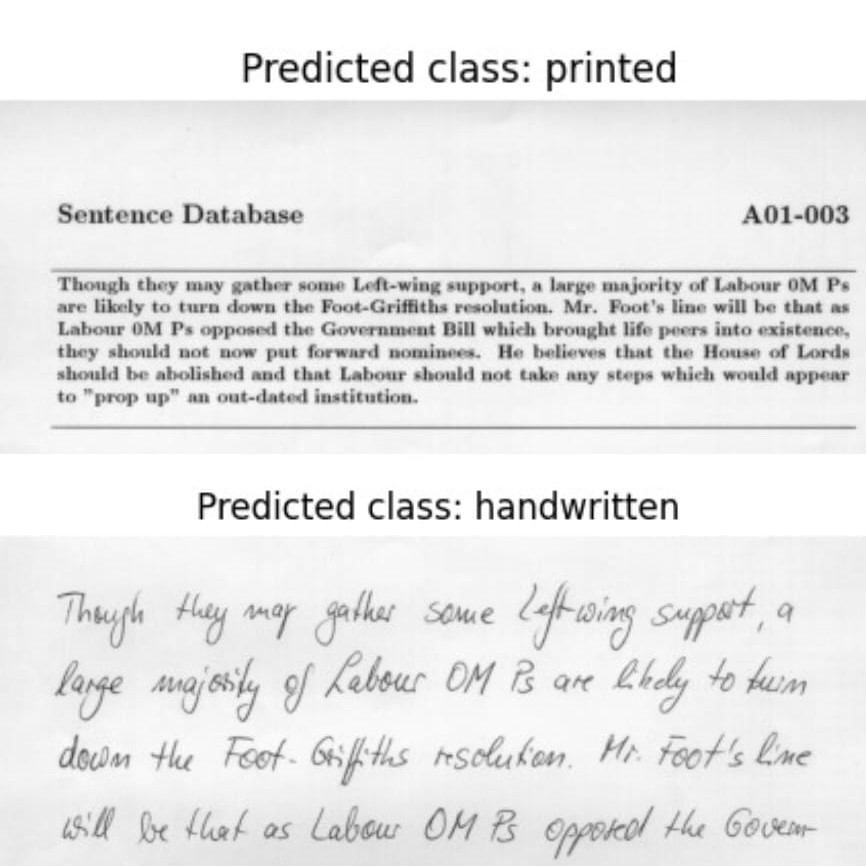 Predicted class: printed
Sentence Database A01-003
Though they may gather some Left-wing support, a large majority of Labour 0M Ps
are likely to turn down the Foot-Griffiths resolution. Mr. Foot's line will be that as
Labour 0M Ps opposed the Government Bill which brought life peers into existence,
they should not now put forward nominees. He believes that the House of Lords
should be abolished and that Labour should not take any steps which would appear
to "prop up" an out-dated institution.
Predicted class: handwritten
Though they may gather some Left-wing support, a
large majority of Labour OM Ps are likely to turn
down the Foot-Griffiths resolution. Mr. Foot's line
will be that as Labour OM Ps opposed the Govern-